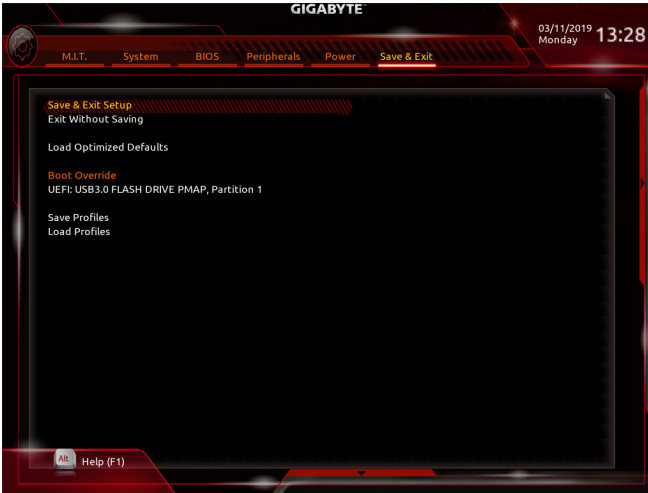 GIGABYTE
03/11/2019 13:28
Monday
M.I.T. System BIOS Peripherals Power Save & Exit
Save & Exit Setup
Exit Without Saving
Load Optimized Defaults
Boot Override
UEFI: USB3.0 FLASH DRIVE PMAP, Partition 1
Save Profiles
Load Profiles
Alt Help (F1)